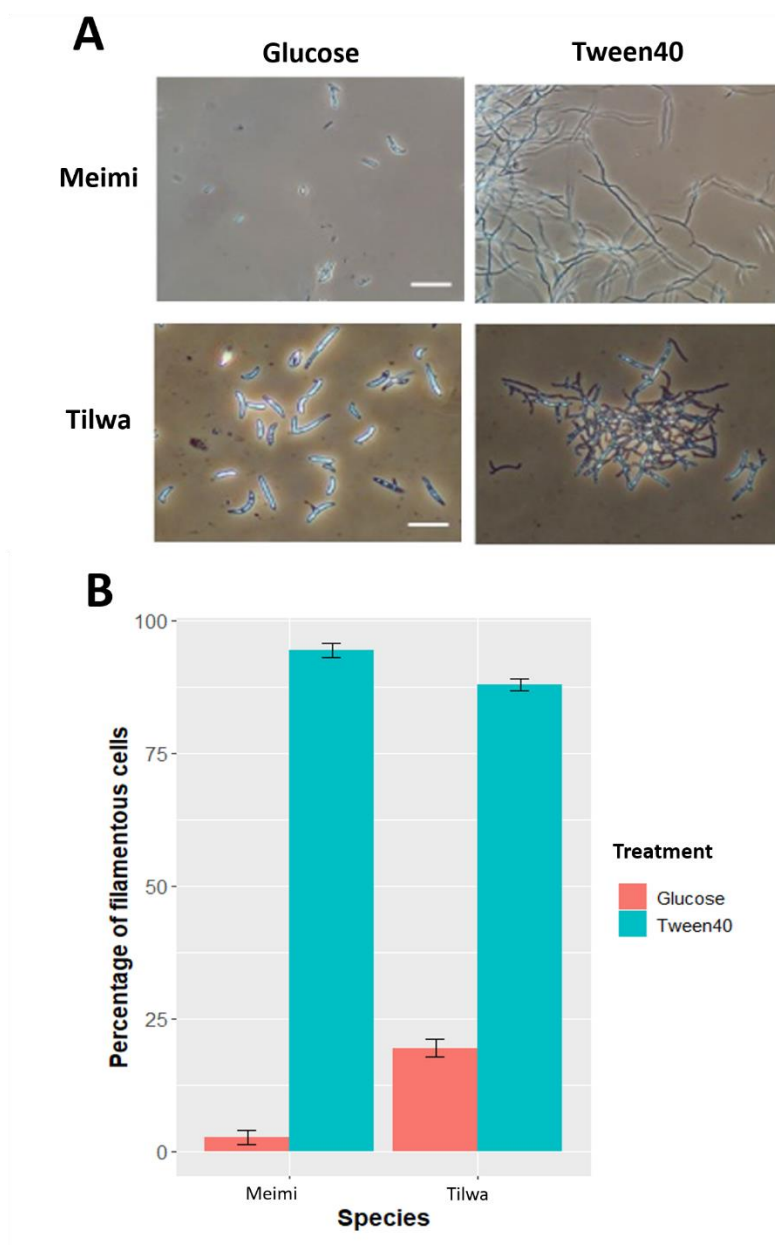 A
Glucose Tween40
Meimi
Tilwa
B
100
75
50
25
0
Percentage of filamentous cells
Meimi Tilwa
Species
Treatment
Glucose
Tween40